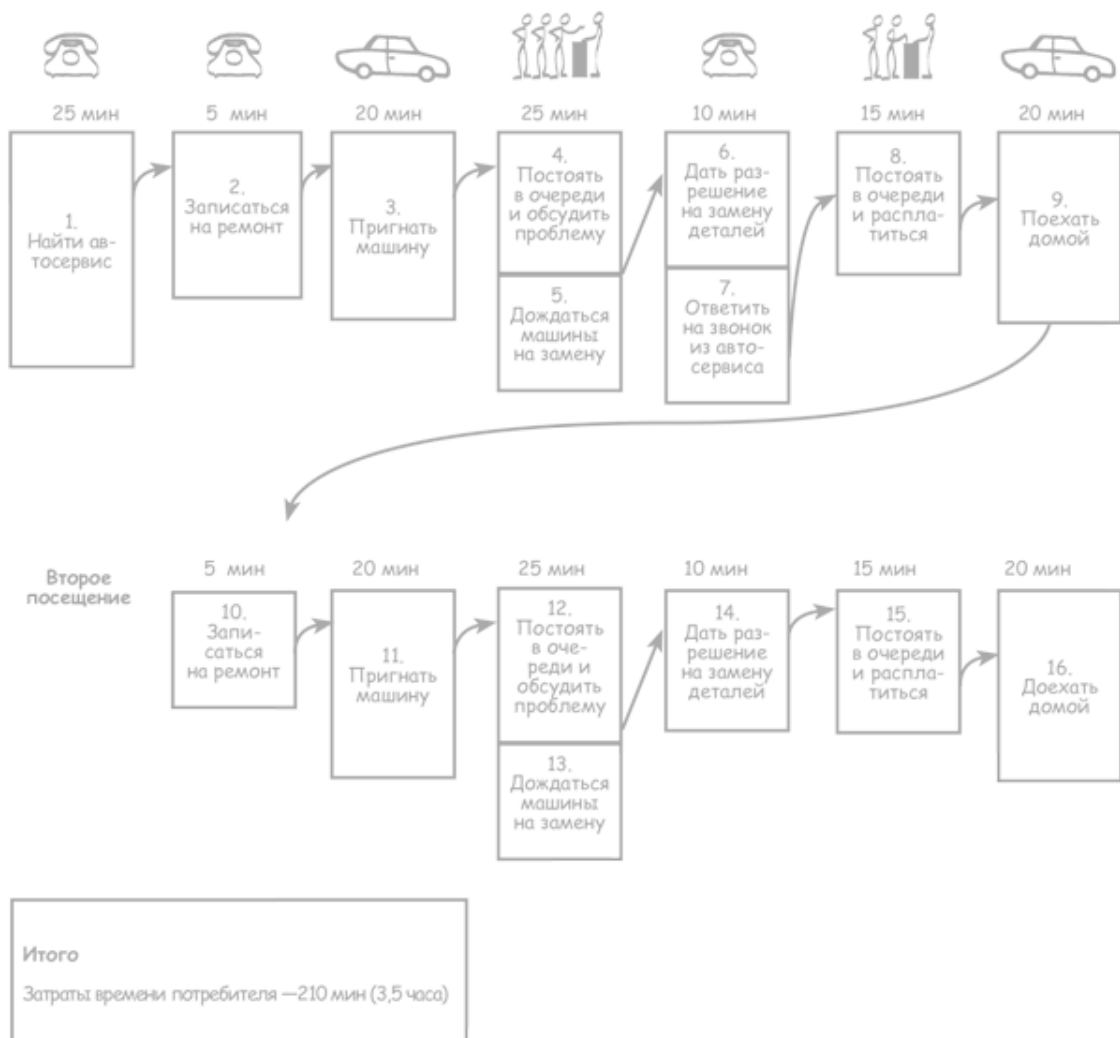 25 мин
5 мин
20 мин
25 мин
10 мин
15 мин
20 мин
1.
Найти ав-
тосервис
2.
Записаться
на ремонт
3.
Пригнать
машину
4.
Постоять
в очереди
и обсудить
проблему
5.
Дождаться
машины
на замену
6.
Дать раз-
решение
на замену
деталей
7.
Ответить
на звонок
из авто-
сервиса
8.
Постоять
в очереди
и распла-
титься
9.
Поехать
домой
Второе
посещение
5 мин
20 мин
25 мин
10 мин
15 мин
20 мин
10.
Запи-
саться
на ремонт
11.
Пригнать
машину
12.
Постоять
в оче-
реди и
обсудить
проблему
13.
Дождаться
машины
на замену
14.
Дать раз-
решение
на замену
деталей
15.
Постоять
в очереди
и распла-
титься
16.
Доехать
домой
Итого
Затраты времени потребителя —210 мин (3,5 часа)